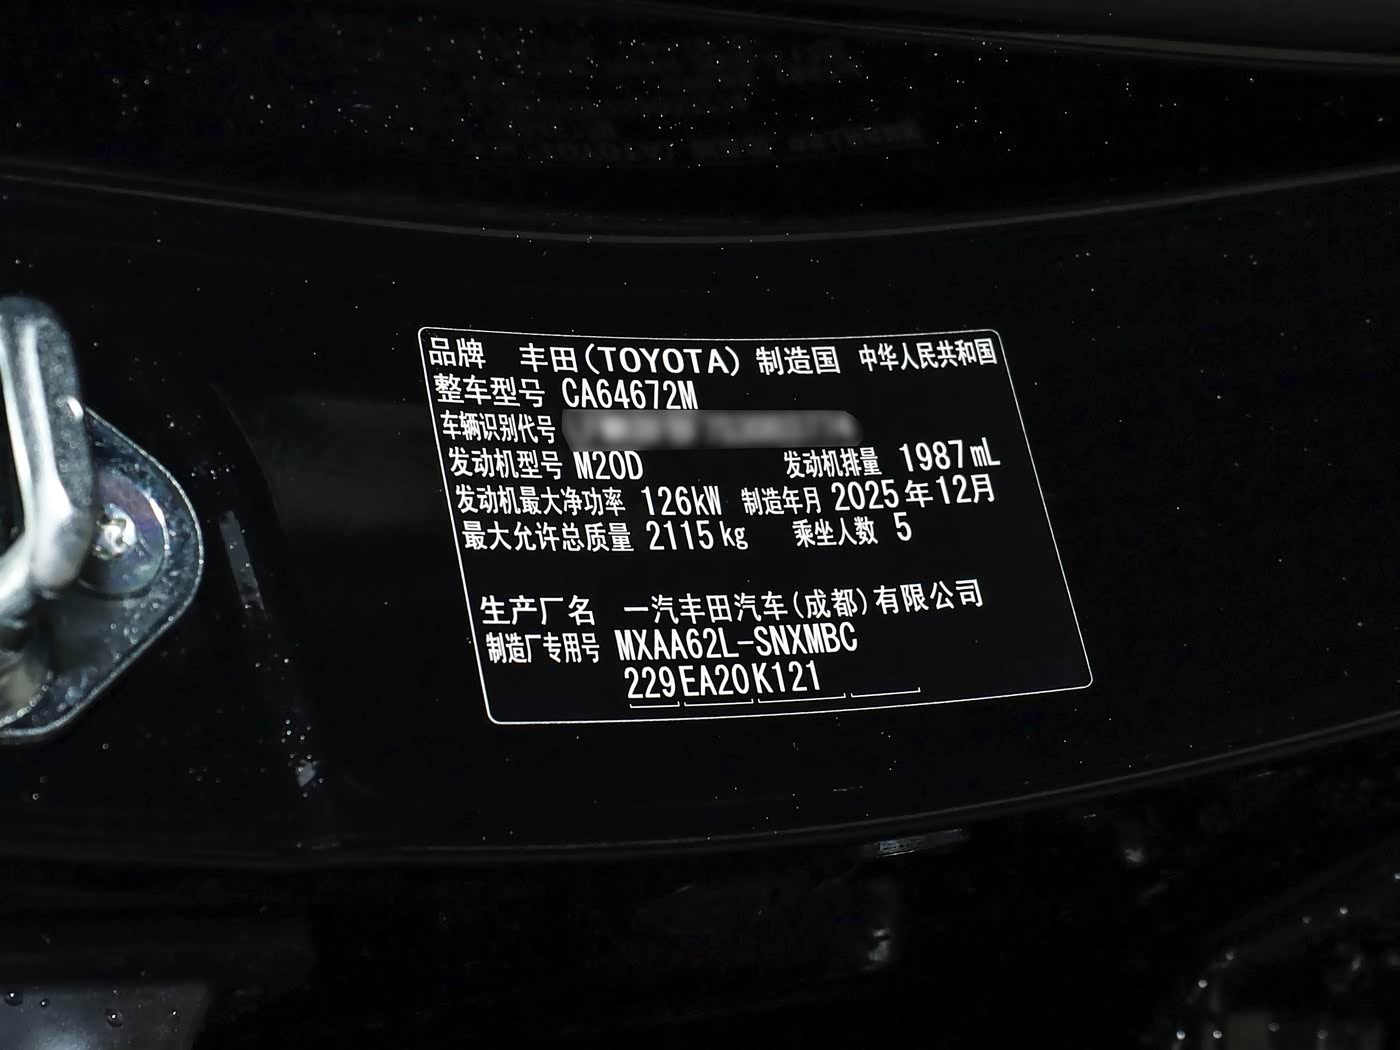 品牌 丰田(TOYOTA) 制造国 中华人民共和国
整车型号 CA64672M
车辆识别代号
发动机型号 M20D 发动机排量 1987mL
发动机最大净功率 126kW 制造年月 2025年12月
最大允许总质量 2115kg 乘坐人数 5
生产厂名 一汽丰田汽车(成都)有限公司
制造厂专用号 MXAA62L-SNXMBC
229EA20K121